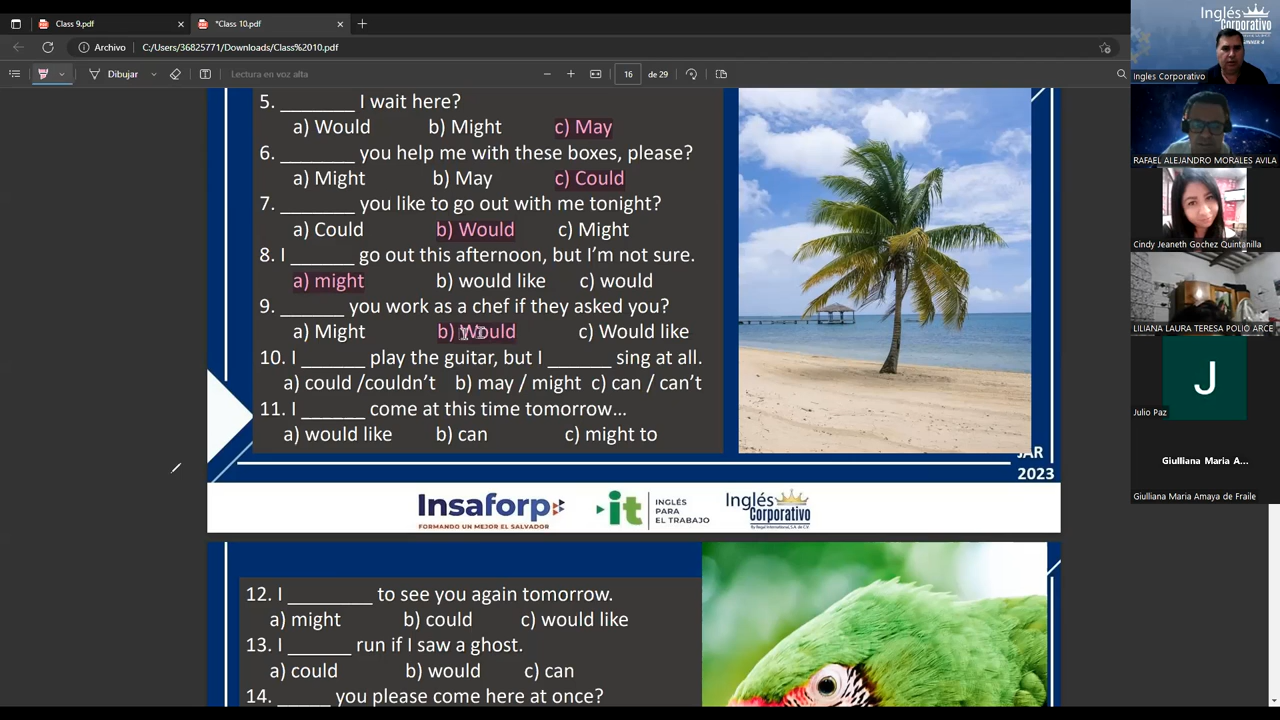 Class 9.pdf
*Class 10.pdf
Archivo
C:/Users/36825771/Downloads/Class%2010.pdf
Dibujar
Lectura en voz alta
16
de 29
5. _______ I wait here?
a) Would b) Might c) May
6. _______ you help me with these boxes, please?
a) Might b) May c) Could
7. _______ you like to go out with me tonight?
a) Could b) Would c) Might
8. I ______ go out this afternoon, but I’m not sure.
a) might b) would like c) would
9. ______ you work as a chef if they asked you?
a) Might b) Would c) Would like
10. I ______ play the guitar, but I ______ sing at all.
a) could /couldn’t b) may / might c) can / can’t
11. I ______ come at this time tomorrow...
a) would like b) can c) might to
JAR
2023
Insaforp
FORMANDO UN MEJOR EL SALVADOR
it
INGLÉS
PARA
EL TRABAJO
Inglés
Corporativo
12. I ________ to see you again tomorrow.
a) might b) could c) would like
13. I ______ run if I saw a ghost.
a) could b) would c) can
14. _____ you please come here at once?
Inglés
Corporativo
Ingles Corporativo
RAFAEL ALEJANDRO MORALES AVILA
Cindy Jeaneth Gochez Quintanilla
LILIANA LAURA TERESA POLIO ARCE
J
Julio Paz
Giulliana Maria A...
Giulliana Maria Amaya de Fraile